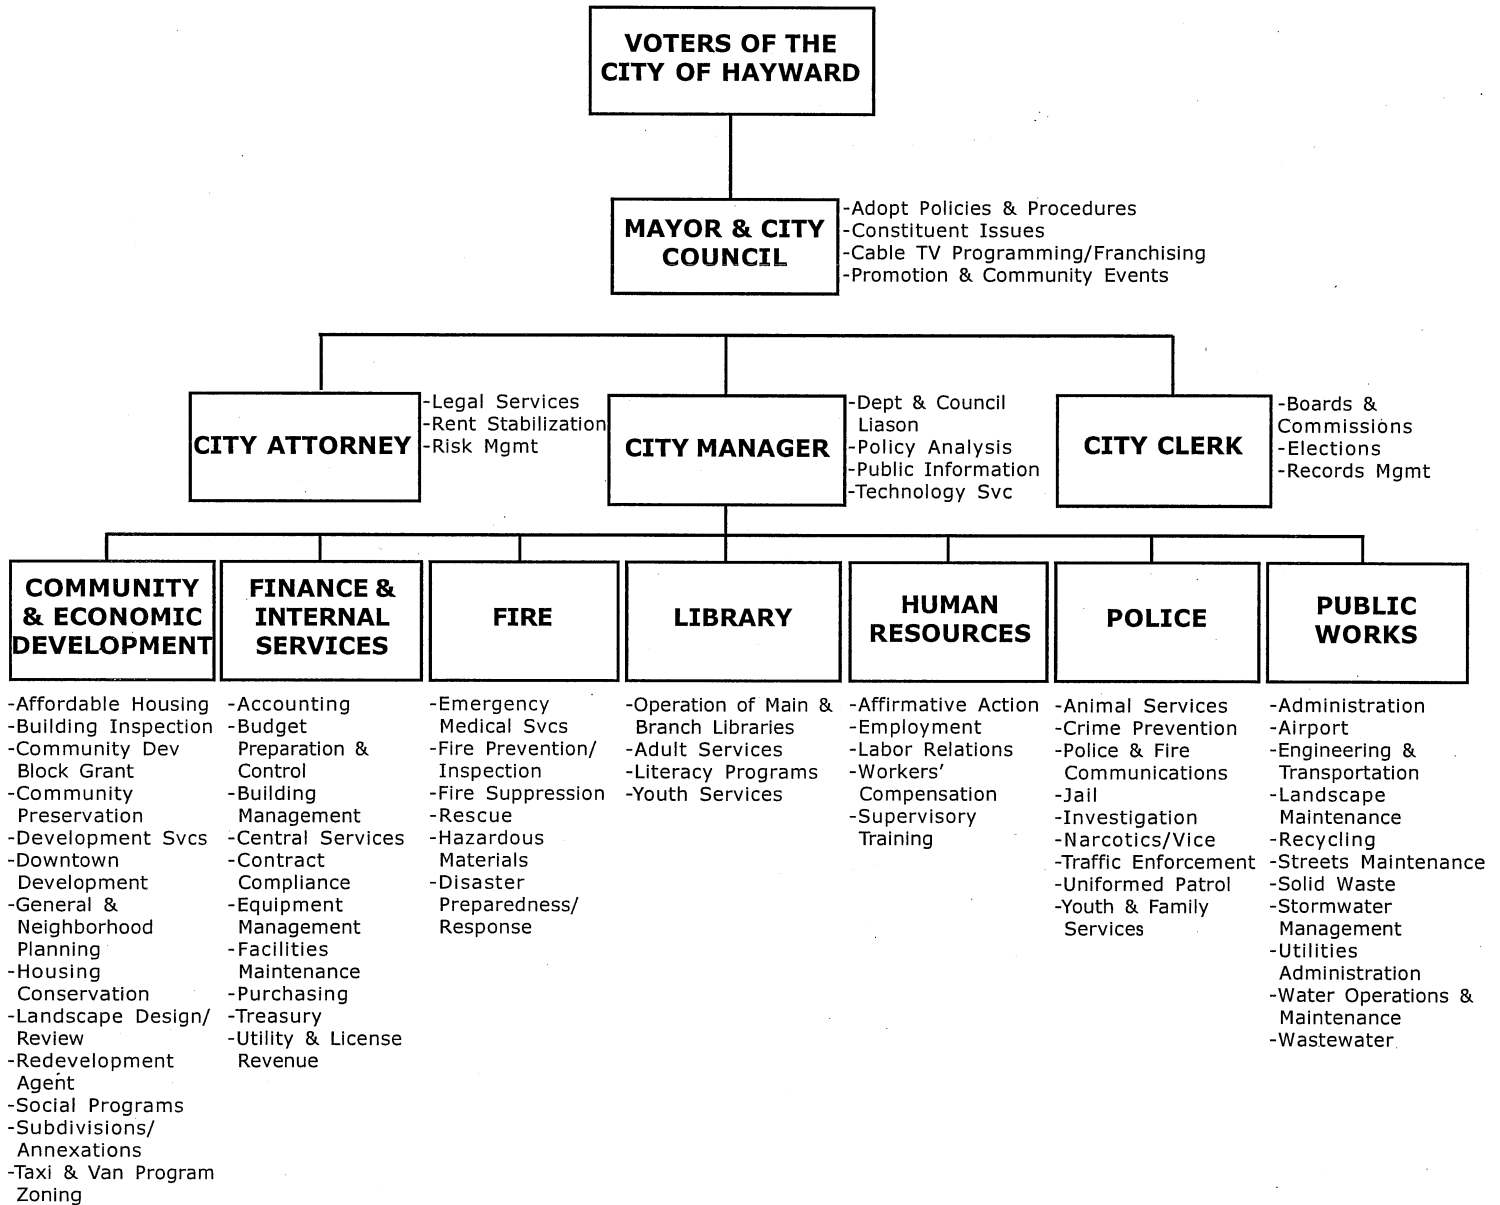 VOTERS OF THE
CITY OF HAYWARD
MAYOR & CITY
COUNCIL
-Adopt Policies & Procedures
-Constituent Issues
-Cable TV Programming/Franchising
-Promotion & Community Events
CITY ATTORNEY
-Legal Services
-Rent Stabilization
-Risk Mgmt
CITY MANAGER
-Dept & Council
Liason
-Policy Analysis
-Public Information
-Technology Svc
CITY CLERK
-Boards &
Commissions
-Elections
-Records Mgmt
COMMUNITY
& ECONOMIC
DEVELOPMENT
-Affordable Housing
-Building Inspection
-Community Dev
Block Grant
-Community
Preservation
-Development Svcs
-Downtown
Development
-General &
Neighborhood
Planning
-Housing
Conservation
-Landscape Design/
Review
-Redevelopment
Agent
-Social Programs
-Subdivisions/
Annexations
-Taxi & Van Program
Zoning
FINANCE &
INTERNAL
SERVICES
-Accounting
-Budget
Preparation &
Control
-Building
Management
-Central Services
-Contract
Compliance
-Equipment
Management
-Facilities
Maintenance
-Purchasing
-Treasury
-Utility & License
Revenue
FIRE
-Emergency
Medical Svcs
-Fire Prevention/
Inspection
-Fire Suppression
-Rescue
-Hazardous
Materials
-Disaster
Preparedness/
Response
LIBRARY
-Operation of Main &
Branch Libraries
-Adult Services
-Literacy Programs
-Youth Services
HUMAN
RESOURCES
-Affirmative Action
-Employment
-Labor Relations
-Workers'
Compensation
-Supervisory
Training
POLICE
-Animal Services
-Crime Prevention
-Police & Fire
Communications
-Jail
-Investigation
-Narcotics/Vice
-Traffic Enforcement
-Uniformed Patrol
-Youth & Family
Services
PUBLIC
WORKS
-Administration
-Airport
-Engineering &
Transportation
-Landscape
Maintenance
-Recycling
-Streets Maintenance
-Solid Waste
-Stormwater
Management
-Utilities
Administration
-Water Operations &
Maintenance
-Wastewater